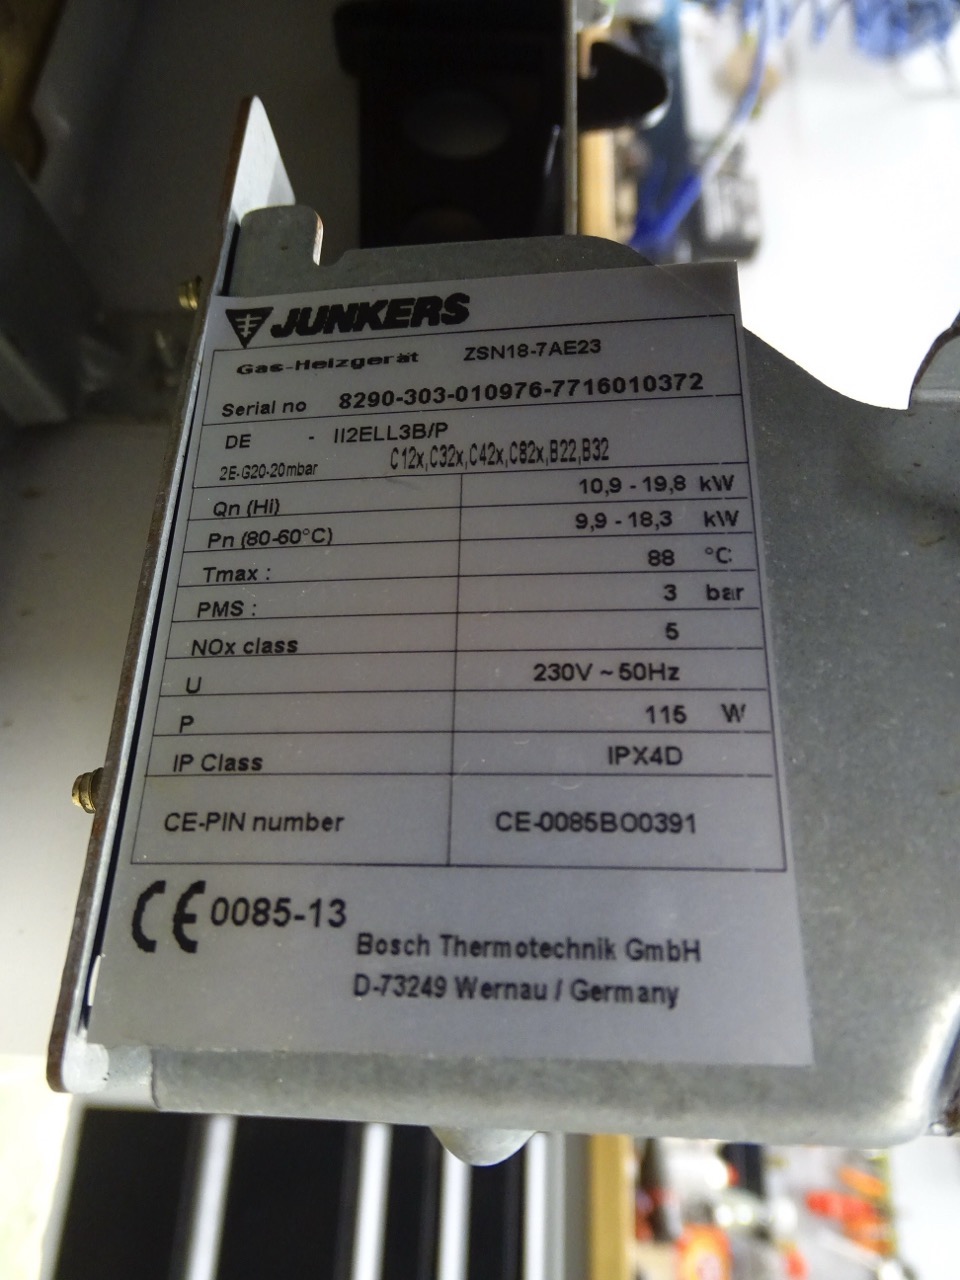 JUNKERS
Gas-Heizgerät ZSN18-7AE23
Serial no 8290-303-010976-7716010372
DE - II2ELL3B/P
2E-G20-20mbar C12x,C32x,C42x,C82x,B22,B32
Qn (Hi) 10,9 - 19,8 kW
Pn (80-60°C) 9,9 - 18,3 kW
Tmax : 88 °C
PMS : 3 bar
NOx class 5
U 230V ~ 50Hz
P 115 W
IP Class IPX4D
CE-PIN number CE-0085BO0391
CE 0085-13
Bosch Thermotechnik GmbH
D-73249 Wernau / Germany